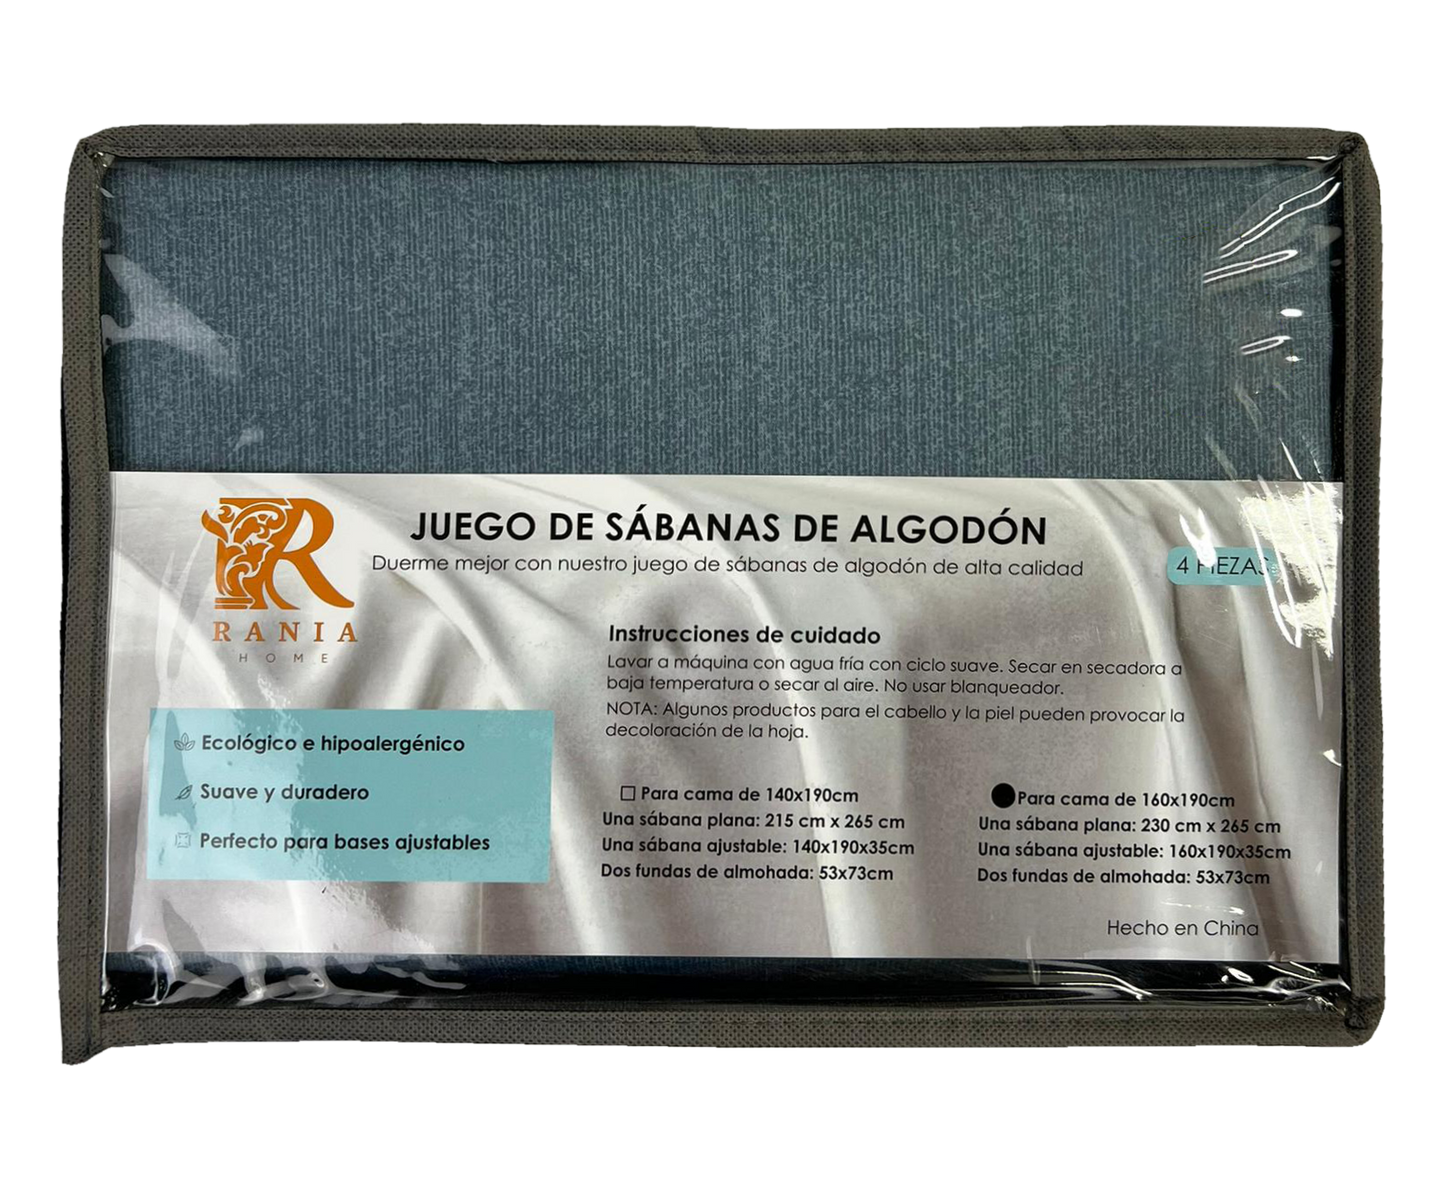 RANIA
HOME
JUEGO DE SÁBANAS DE ALGODÓN
Duerme mejor con nuestro juego de sábanas de algodón de alta calidad
4 PIEZAS
Instrucciones de cuidado
Lavar a máquina con agua fría con ciclo suave. Secar en secadora a
baja temperatura o secar al aire. No usar blanqueador.
NOTA: Algunos productos para el cabello y la piel pueden provocar la
decoloración de la hoja.
Ecológico e hipoalergénico
Suave y duradero
Perfecto para bases ajustables
Para cama de 140x190cm
Una sábana plana: 215 cm x 265 cm
Una sábana ajustable: 140x190x35cm
Dos fundas de almohada: 53x73cm
Para cama de 160x190cm
Una sábana plana: 230 cm x 265 cm
Una sábana ajustable: 160x190x35cm
Dos fundas de almohada: 53x73cm
Hecho en China